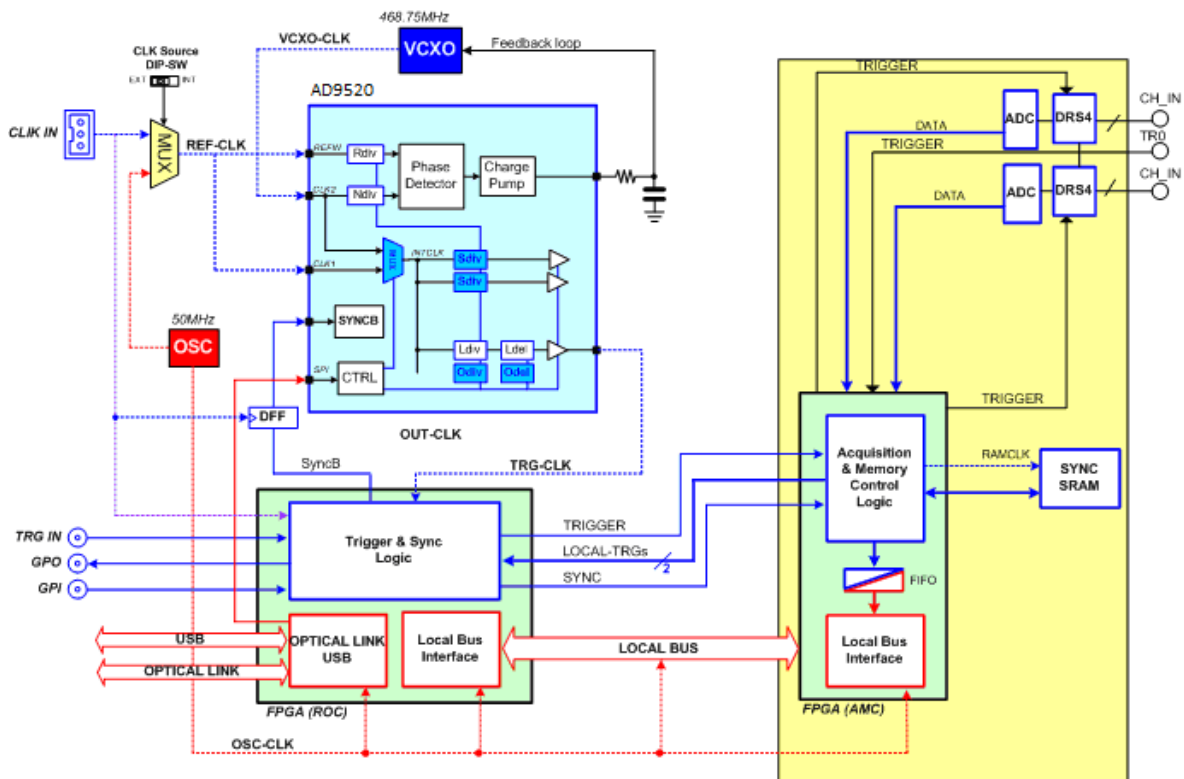 468.75MHz
VCXO-CLK
VCXO
Feedback loop
CLK Source
DIP-SW
EXT
INT
AD9520
TRIGGER
CLIK IN
MUX
REF-CLK
REFIN
Rdiv
Phase
Detector
Charge
Pump
CLK2
Ndiv
ADC
DRS4
CH_IN
DATA
TR0
TRIGGER
ADC
DRS4
CH_IN
DATA
MUX
INTCLK
Sdiv
CLK1
Sdiv
50MHz
OSC
SYNCB
SPI
CTRL
Ldiv
Ldel
Odiv
Odel
DFF
OUT-CLK
TRIGGER
SyncB
TRG-CLK
Acquisition
& Memory
Control
Logic
RAMCLK
SYNC
SRAM
TRG IN
GPO
GPI
Trigger & Sync
Logic
TRIGGER
LOCAL-TRGs
2
SYNC
FIFO
USB
OPTICAL LINK
OPTICAL LINK
USB
Local Bus
Interface
LOCAL BUS
Local Bus
Interface
FPGA (ROC)
FPGA (AMC)
OSC-CLK